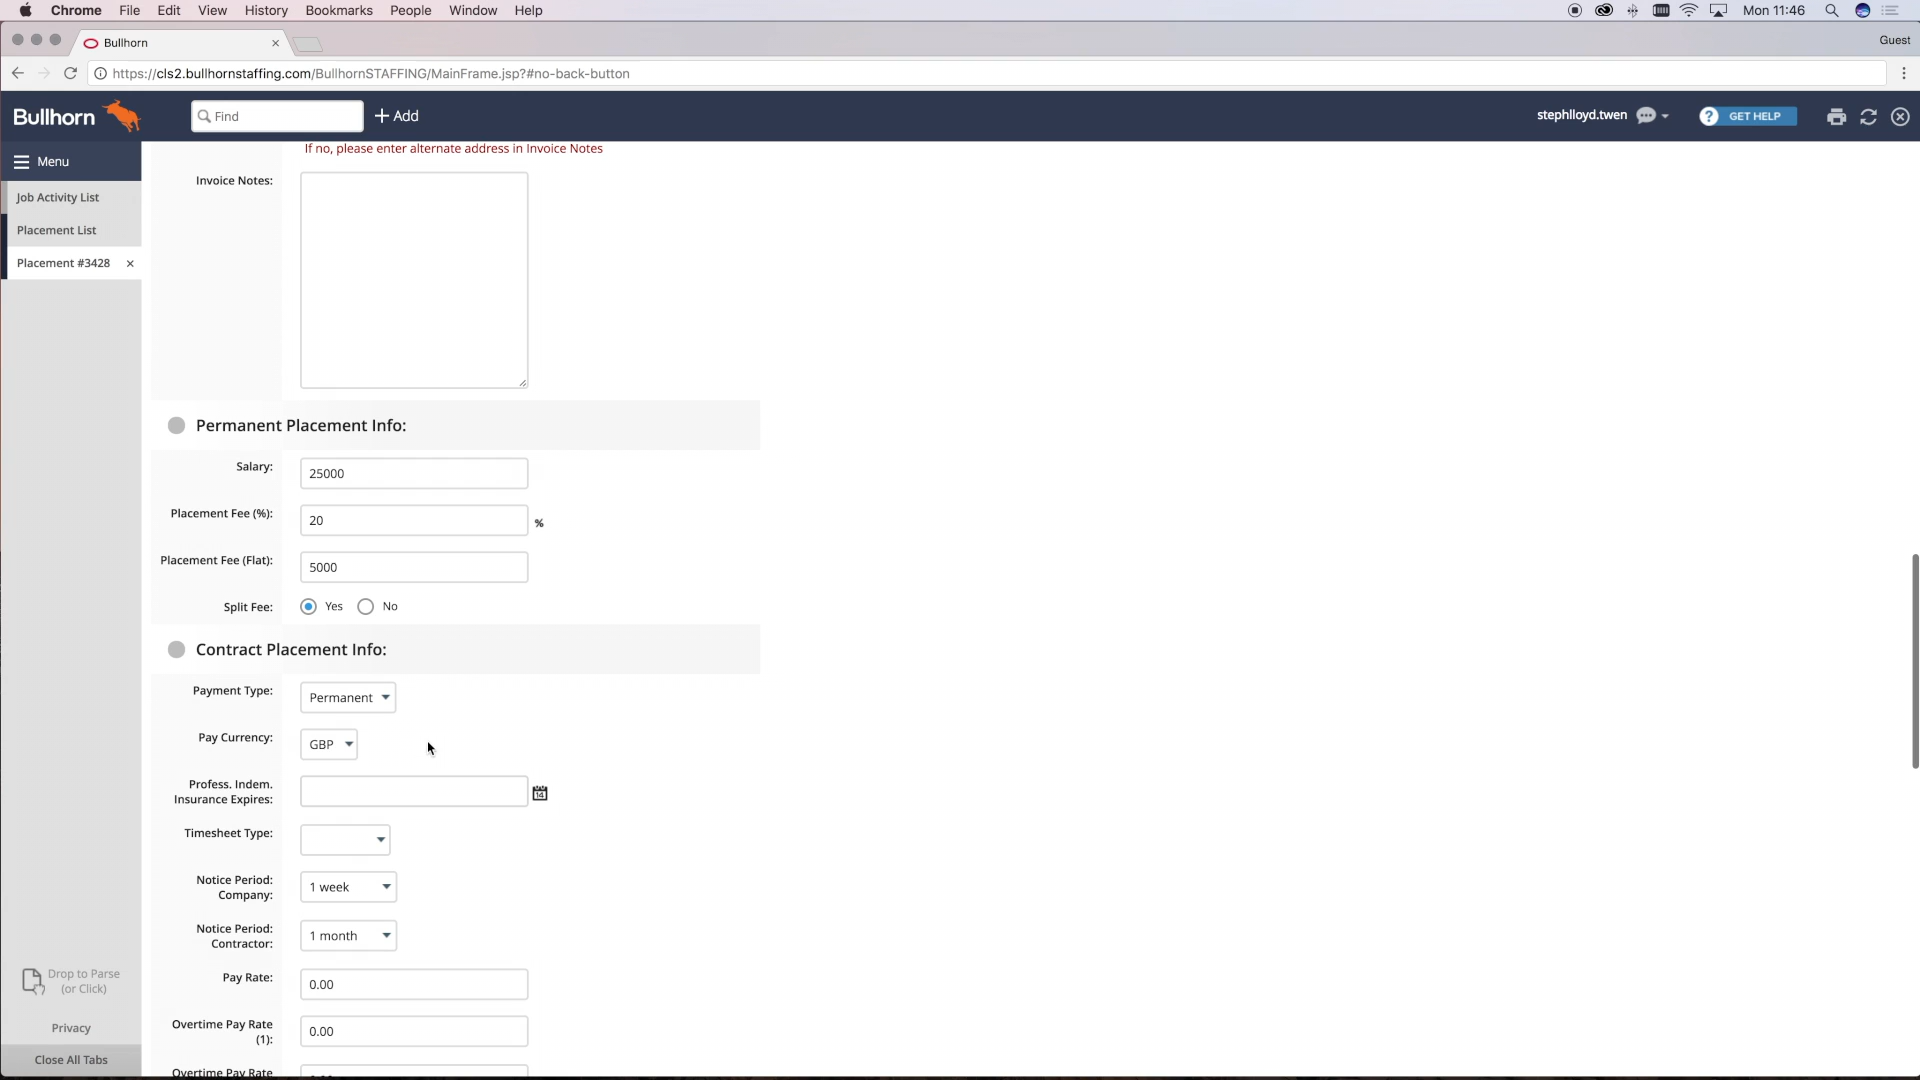 Chrome File Edit View History Bookmarks People Window Help
Mon 11:46
Bullhorn
Guest
https://cls2.bullhornstaffing.com/BullhornSTAFFING/MainFrame.jsp?#no-back-button
Bullhorn
Find
Add
stephlloyd.twen
? GET HELP
Menu
Job Activity List
Placement List
Placement #3428
If no, please enter alternate address in Invoice Notes
Invoice Notes:
Permanent Placement Info:
Salary: 25000
Placement Fee (%): 20 %
Placement Fee (Flat): 5000
Split Fee: Yes No
Contract Placement Info:
Payment Type: Permanent
Pay Currency: GBP
Profess. Indem.
Insurance Expires:
14
Timesheet Type:
Notice Period:
Company: 1 week
Notice Period:
Contractor: 1 month
Pay Rate: 0.00
Overtime Pay Rate
(1): 0.00
Overtime Pay Rate
Drop to Parse
(or Click)
Privacy
Close All Tabs